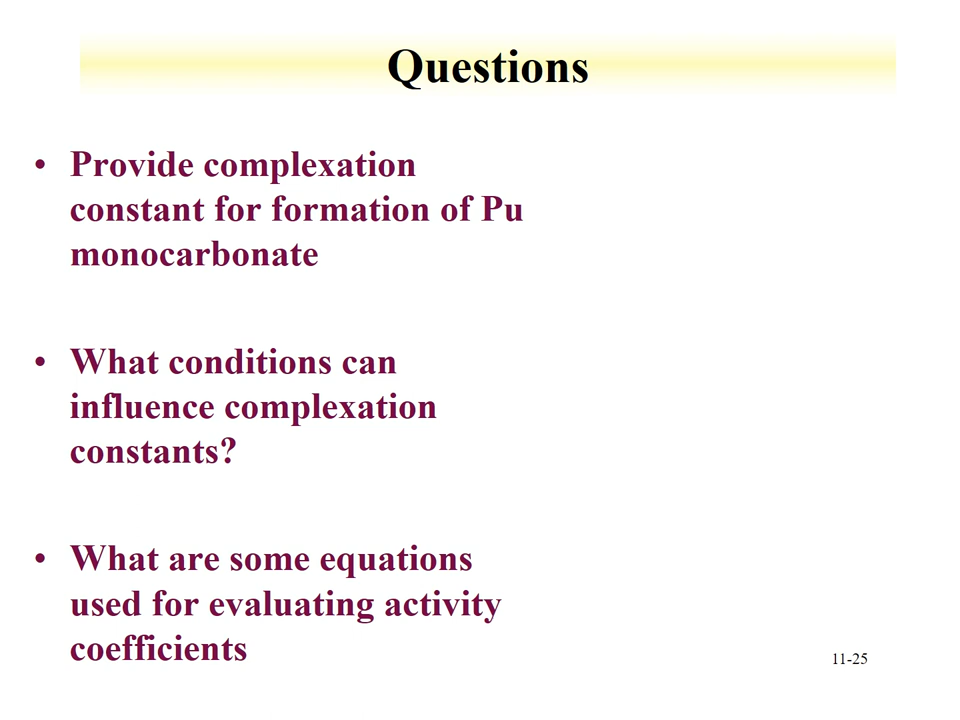 Questions
• Provide complexation
constant for formation of Pu
monocarbonate
• What conditions can
influence complexation
constants?
• What are some equations
used for evaluating activity
coefficients
11-25